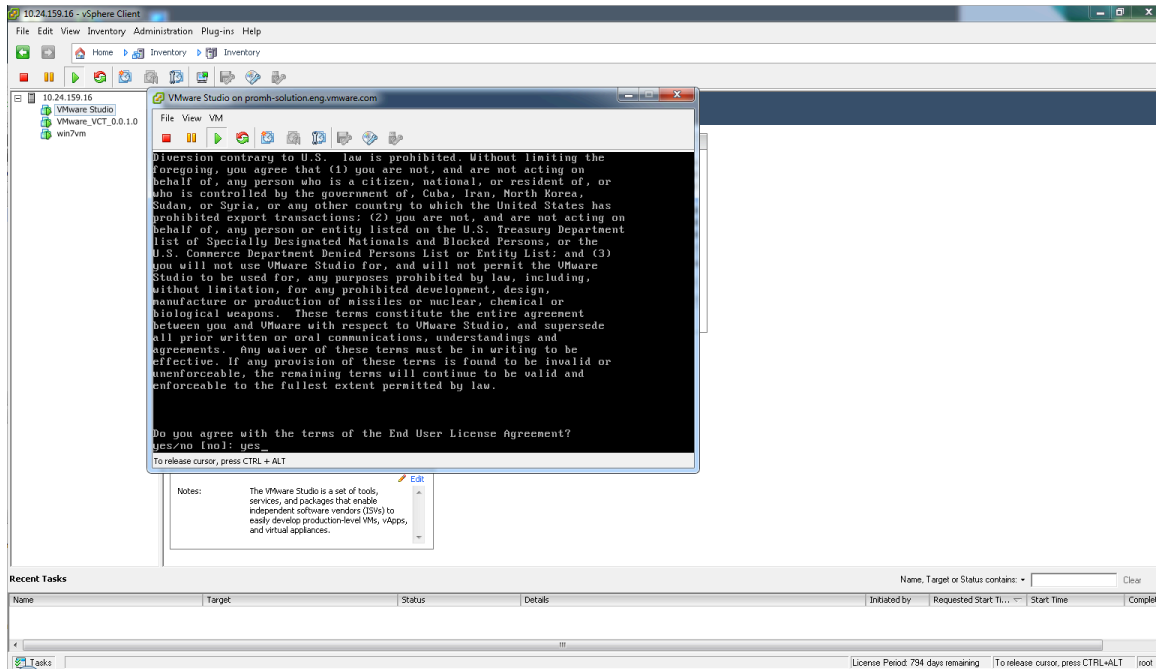 10.24.159.16 - vSphere Client
File Edit View Inventory Administration Plug-ins Help
Home Inventory Inventory
10.24.159.16
VMware Studio
VMware_VCT_0.0.1.0
win7vm
VMware Studio on promh-solution.eng.vmware.com
File View VM
Diversion contrary to U.S. law is prohibited. Without limiting the
foregoing, you agree that (1) you are not, and are not acting on
behalf of, any person who is a citizen, national, or resident of, or
who is controlled by the government of, Cuba, Iran, North Korea,
Sudan, or Syria, or any other country to which the United States has
prohibited export transactions; (2) you are not, and are not acting on
behalf of, any person or entity listed on the U.S. Treasury Department
list of Specially Designated Nationals and Blocked Persons, or the
U.S. Commerce Department Denied Persons List or Entity List; and (3)
you will not use VMware Studio for, and will not permit the VMware
Studio to be used for, any purposes prohibited by law, including,
without limitation, for any prohibited development, design,
manufacture or production of missiles or nuclear, chemical or
biological weapons. These terms constitute the entire agreement
between you and VMware with respect to VMware Studio, and supersede
all prior written or oral communications, understandings and
agreements. Any waiver of these terms must be in writing to be
effective. If any provision of these terms is found to be invalid or
unenforceable, the remaining terms will continue to be valid and
enforceable to the fullest extent permitted by law.
Do you agree with the terms of the End User License Agreement?
yes/no [no]: yes_
To release cursor, press CTRL + ALT
Edit
Notes: The VMware Studio is a set of tools,
services, and packages that enable
independent software vendors (ISVs) to
easily develop production-level VMs, vApps,
and virtual appliances.
Recent Tasks Name, Target or Status contains: Clear
Name Target Status Details Initiated by Requested Start Ti... Start Time Comple
Tasks License Period: 794 days remaining To release cursor, press CTRL+ALT root